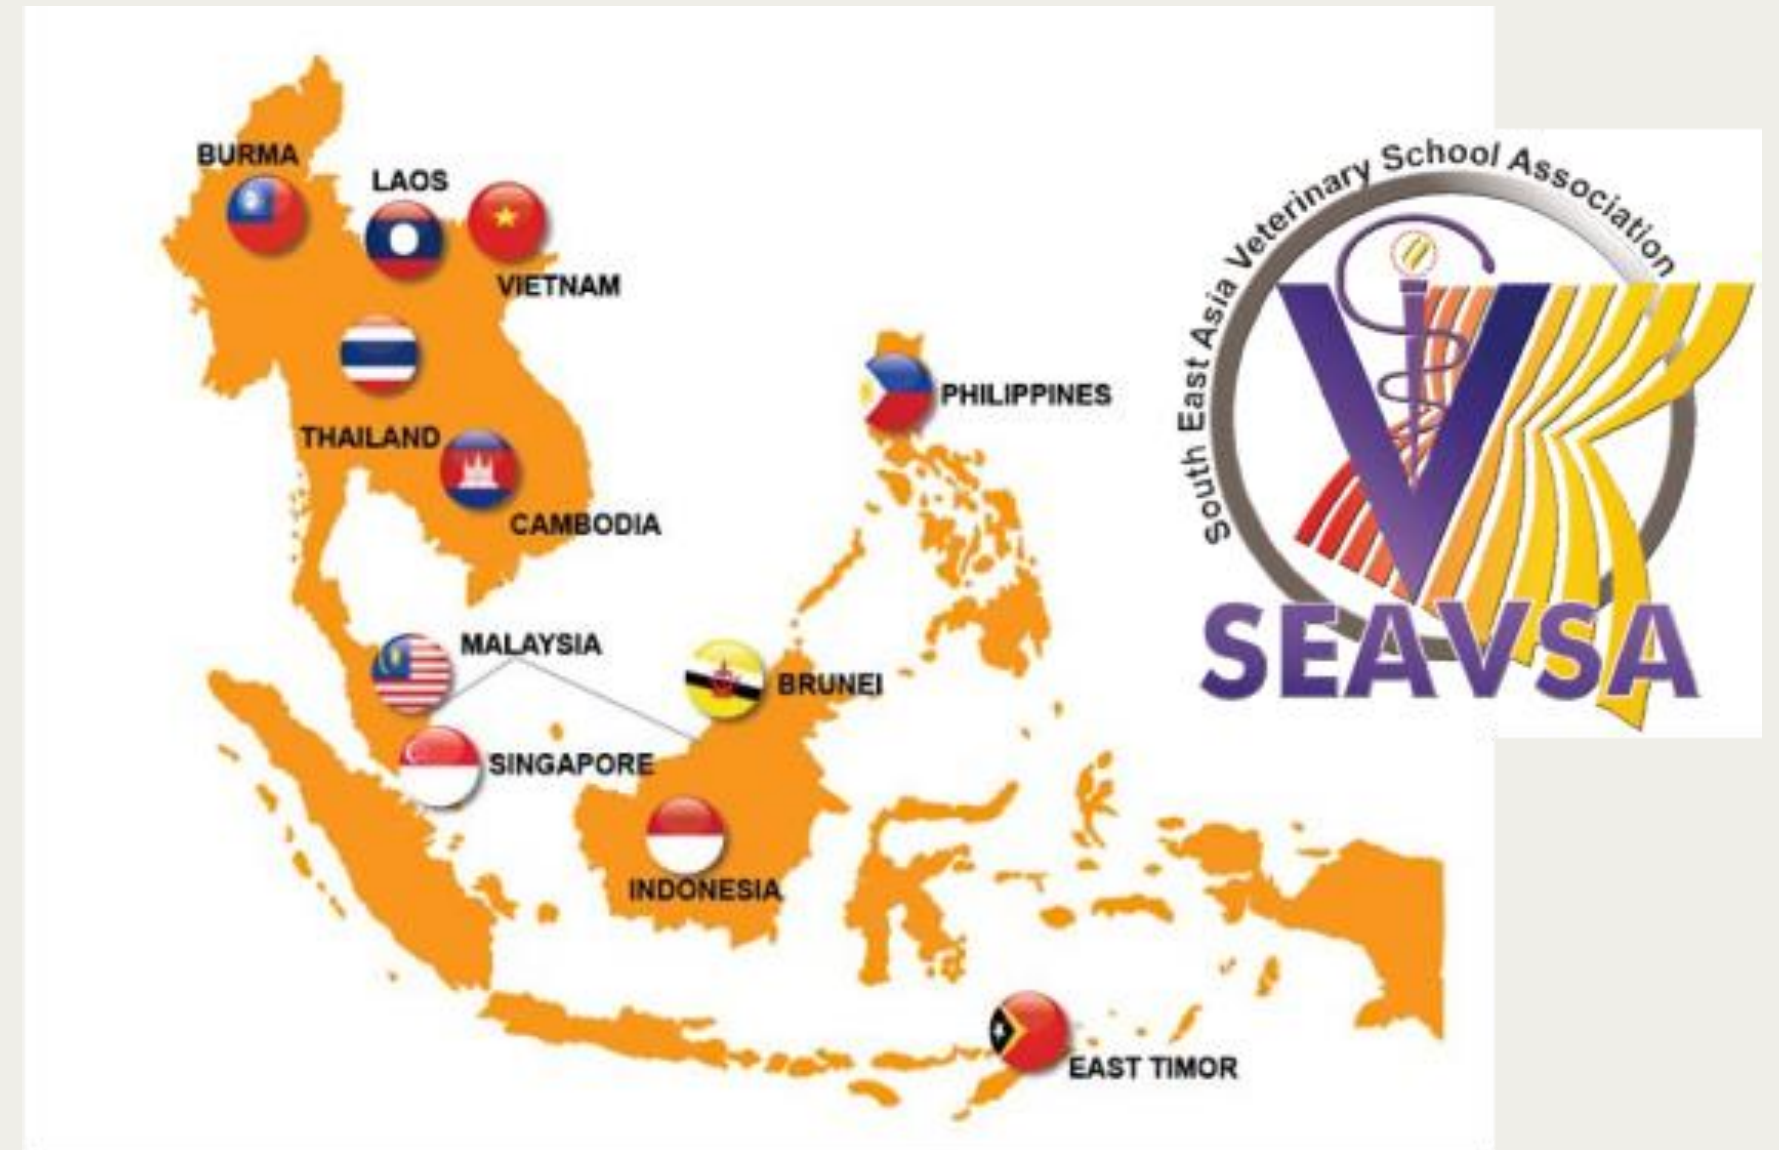 BURMA
LAOS
VIETNAM
THAILAND
CAMBODIA
PHILIPPINES
MALAYSIA
BRUNEI
SINGAPORE
INDONESIA
EAST TIMOR
South East Asia Veterinary School Association
SEAVSA